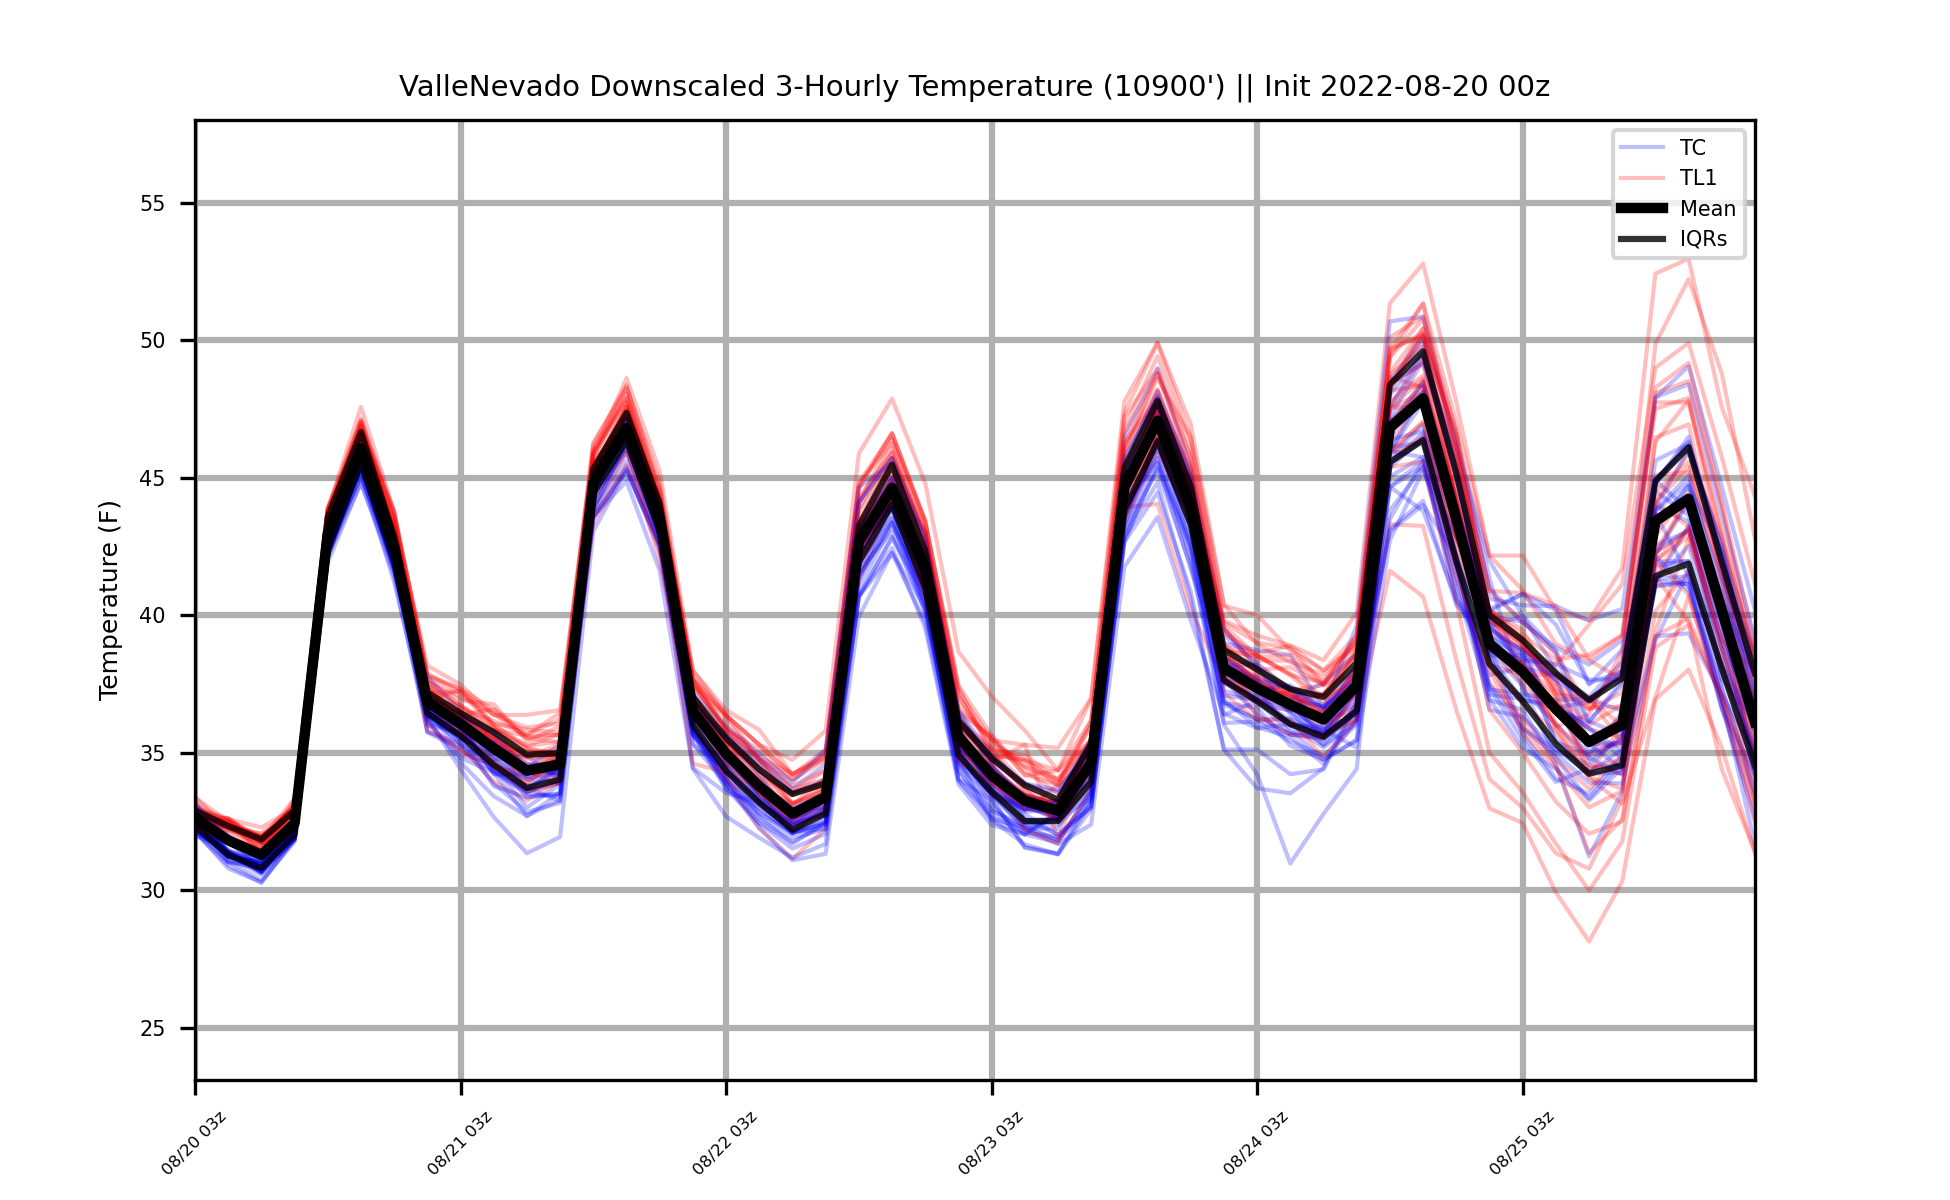 ValleNevado Downscaled 3-Hourly Temperature (10900') || Init 2022-08-20 00z
TC
TL1
Mean
IQRs
Temperature (F)
55
50
45
40
35
30
25
08/20 03z
08/21 03z
08/22 03z
08/23 03z
08/24 03z
08/25 03z